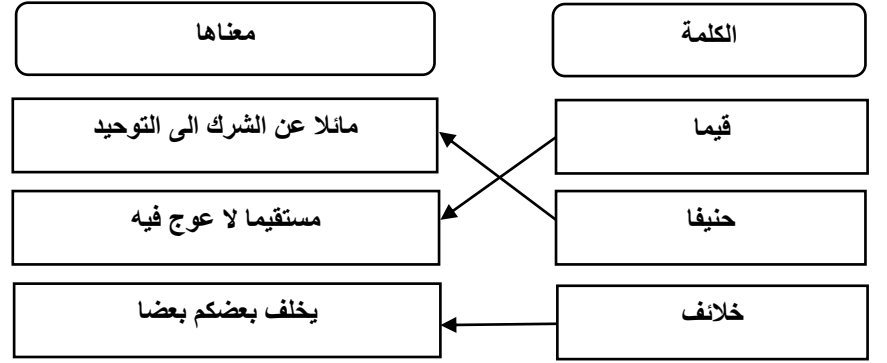 الكلمة
معناها
قيما
مائلا عن الشرك الى التوحيد
حنيفا
مستقيما لا عوج فيه
خلائف
يخلف بعضكم بعضا